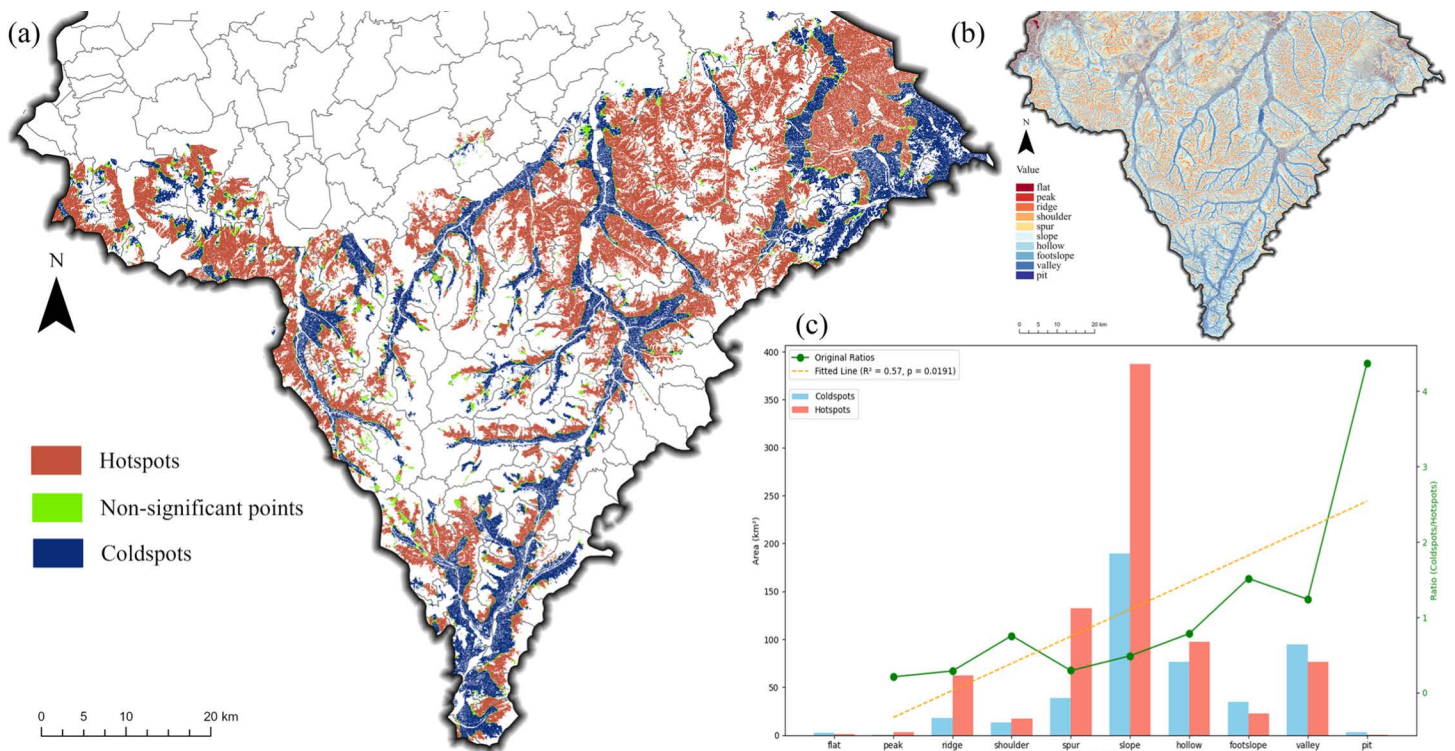 (a)
N
Hotspots
Non-significant points
Coldspots
0 5 10 20 km
(b)
N
Value
flat
peak
ridge
shoulder
spur
slope
hollow
footslope
valley
pit
0 5 10 20 km
(c)
Original Ratios
Fitted Line (R² = 0.57, p = 0.0191)
Coldspots
Hotspots
Area (km²)
400
350
300
250
200
150
100
50
0
Ratio (Coldspots/Hotspots)
4
3
2
1
0
flat peak ridge shoulder spur slope hollow footslope valley pit